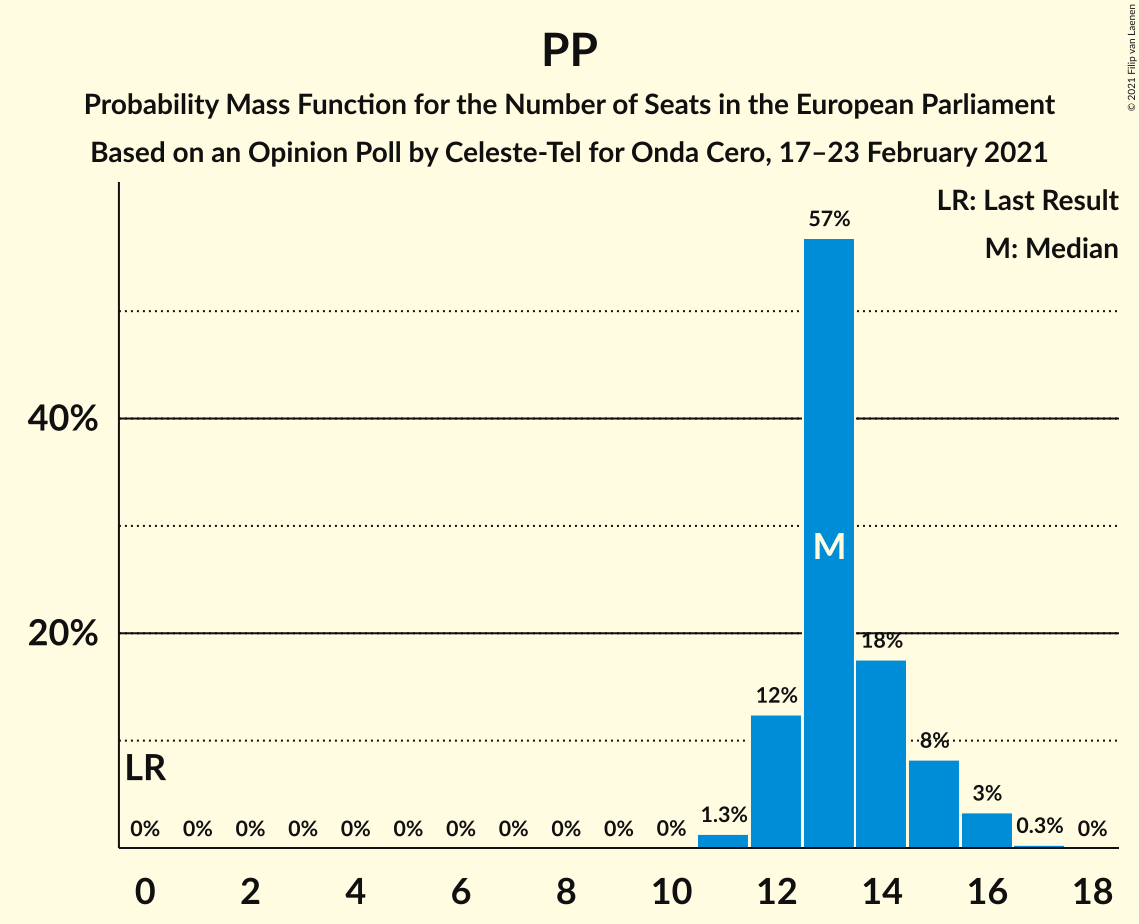 PP
Probability Mass Function for the Number of Seats in the European Parliament
Based on an Opinion Poll by Celeste-Tel for Onda Cero, 17–23 February 2021
© 2021 Filip van Laenen
LR: Last Result
M: Median
57%
40%
M
20%
18%
12%
8%
LR
3%
0% 0% 0% 0% 0% 0% 0% 0% 0% 0% 0% 1.3% 0.3% 0%
0 2 4 6 8 10 12 14 16 18